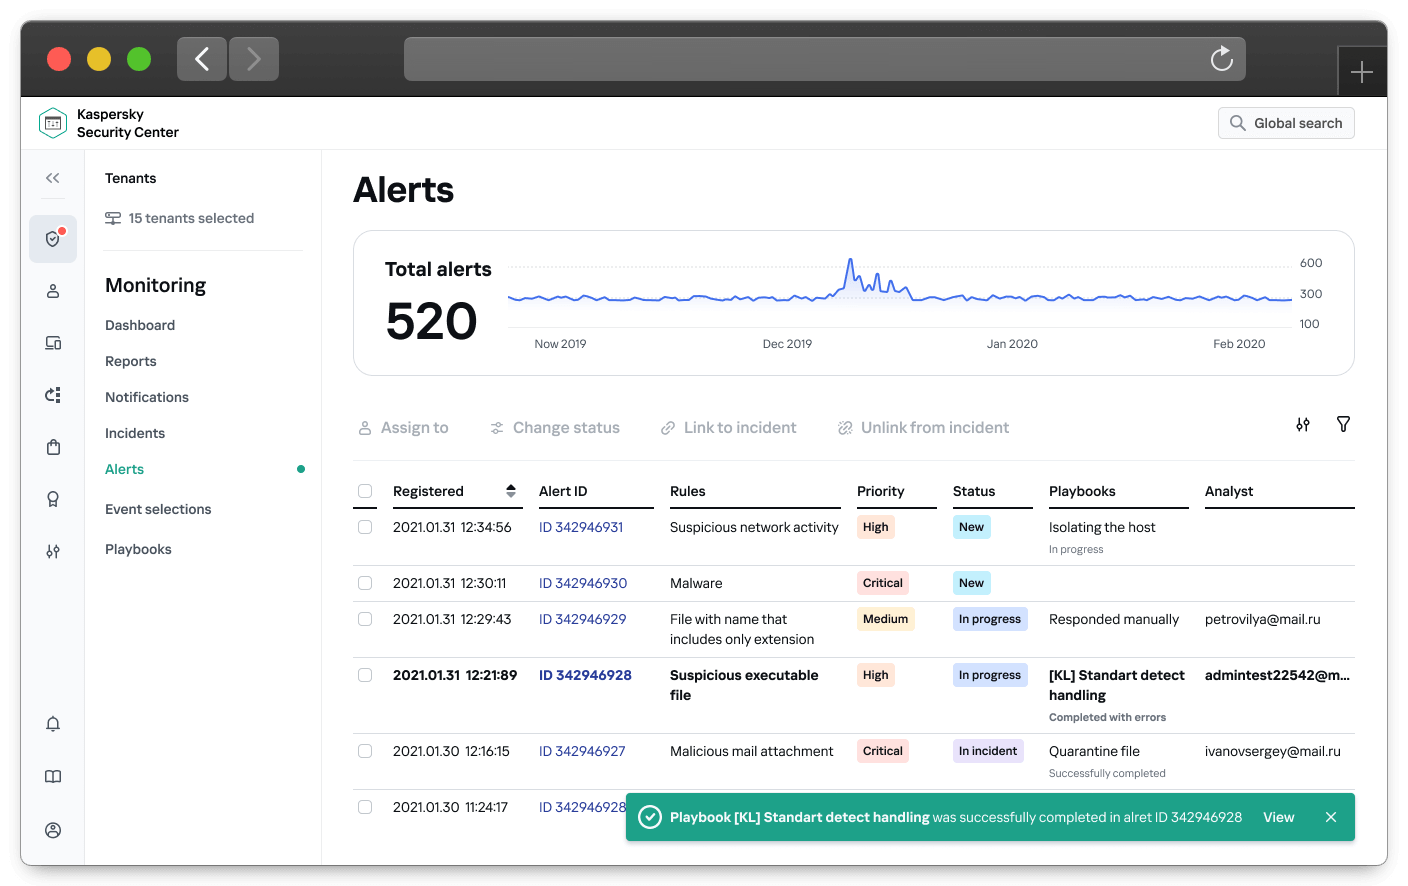 Kaspersky
Security Center
Global search
Tenants
15 tenants selected
Monitoring
Dashboard
Reports
Notifications
Incidents
Alerts
Event selections
Playbooks
Alerts
Total alerts
520
600
300
100
Now 2019
Dec 2019
Jan 2020
Feb 2020
Assign to
Change status
Link to incident
Unlink from incident
Registered
Alert ID
Rules
Priority
Status
Playbooks
Analyst
2021.01.31 12:34:56
ID 342946931
Suspicious network activity
High
New
Isolating the host
In progress
2021.01.31 12:30:11
ID 342946930
Malware
Critical
New
2021.01.31 12:29:43
ID 342946929
File with name that
includes only extension
Medium
In progress
Responded manually
petrovilya@mail.ru
2021.01.31 12:21:89
ID 342946928
Suspicious executable
file
High
In progress
[KL] Standart detect
handling
Completed with errors
admintest22542@m...
2021.01.30 12:16:15
ID 342946927
Malicious mail attachment
Critical
In incident
Quarantine file
Successfully completed
ivanovsergey@mail.ru
2021.01.30 11:24:17
ID 342946928
Playbook [KL] Standart detect handling was successfully completed in alret ID 342946928
View